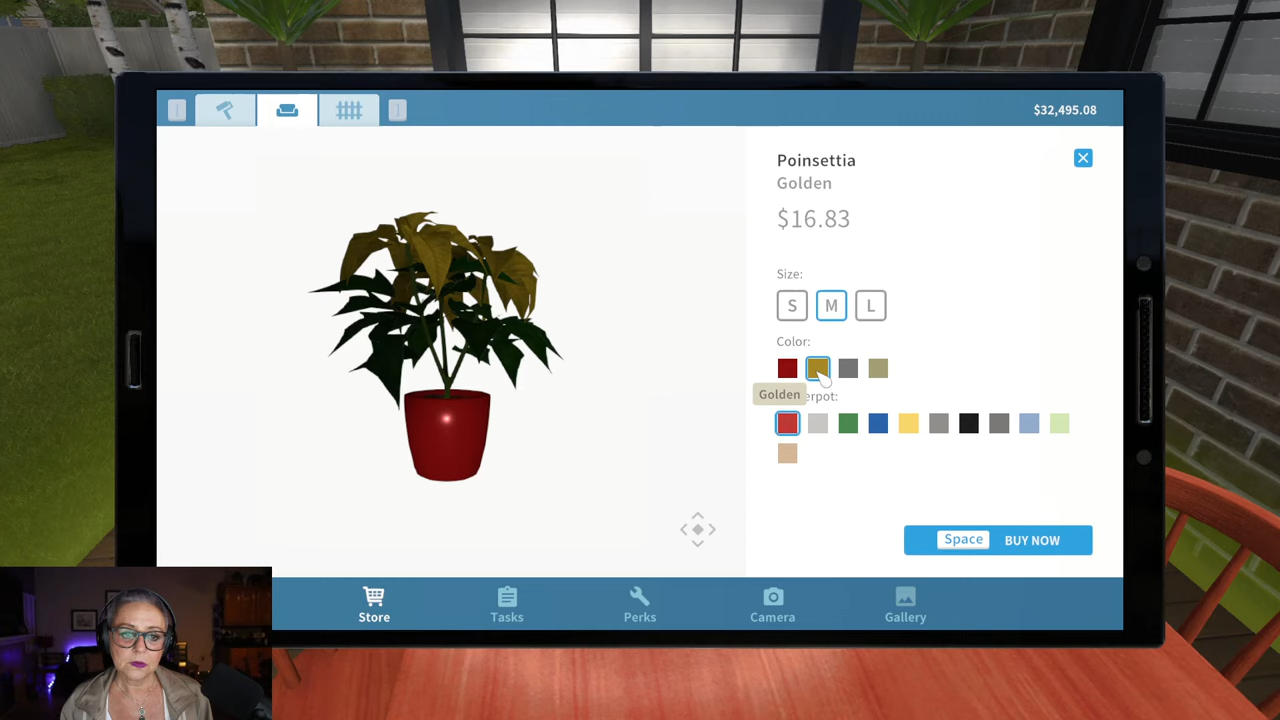 $32,495.08
Poinsettia
Golden
$16.83
Size:
S M L
Color:
Golden
erpot:
Space BUY NOW
Store Tasks Perks Camera Gallery